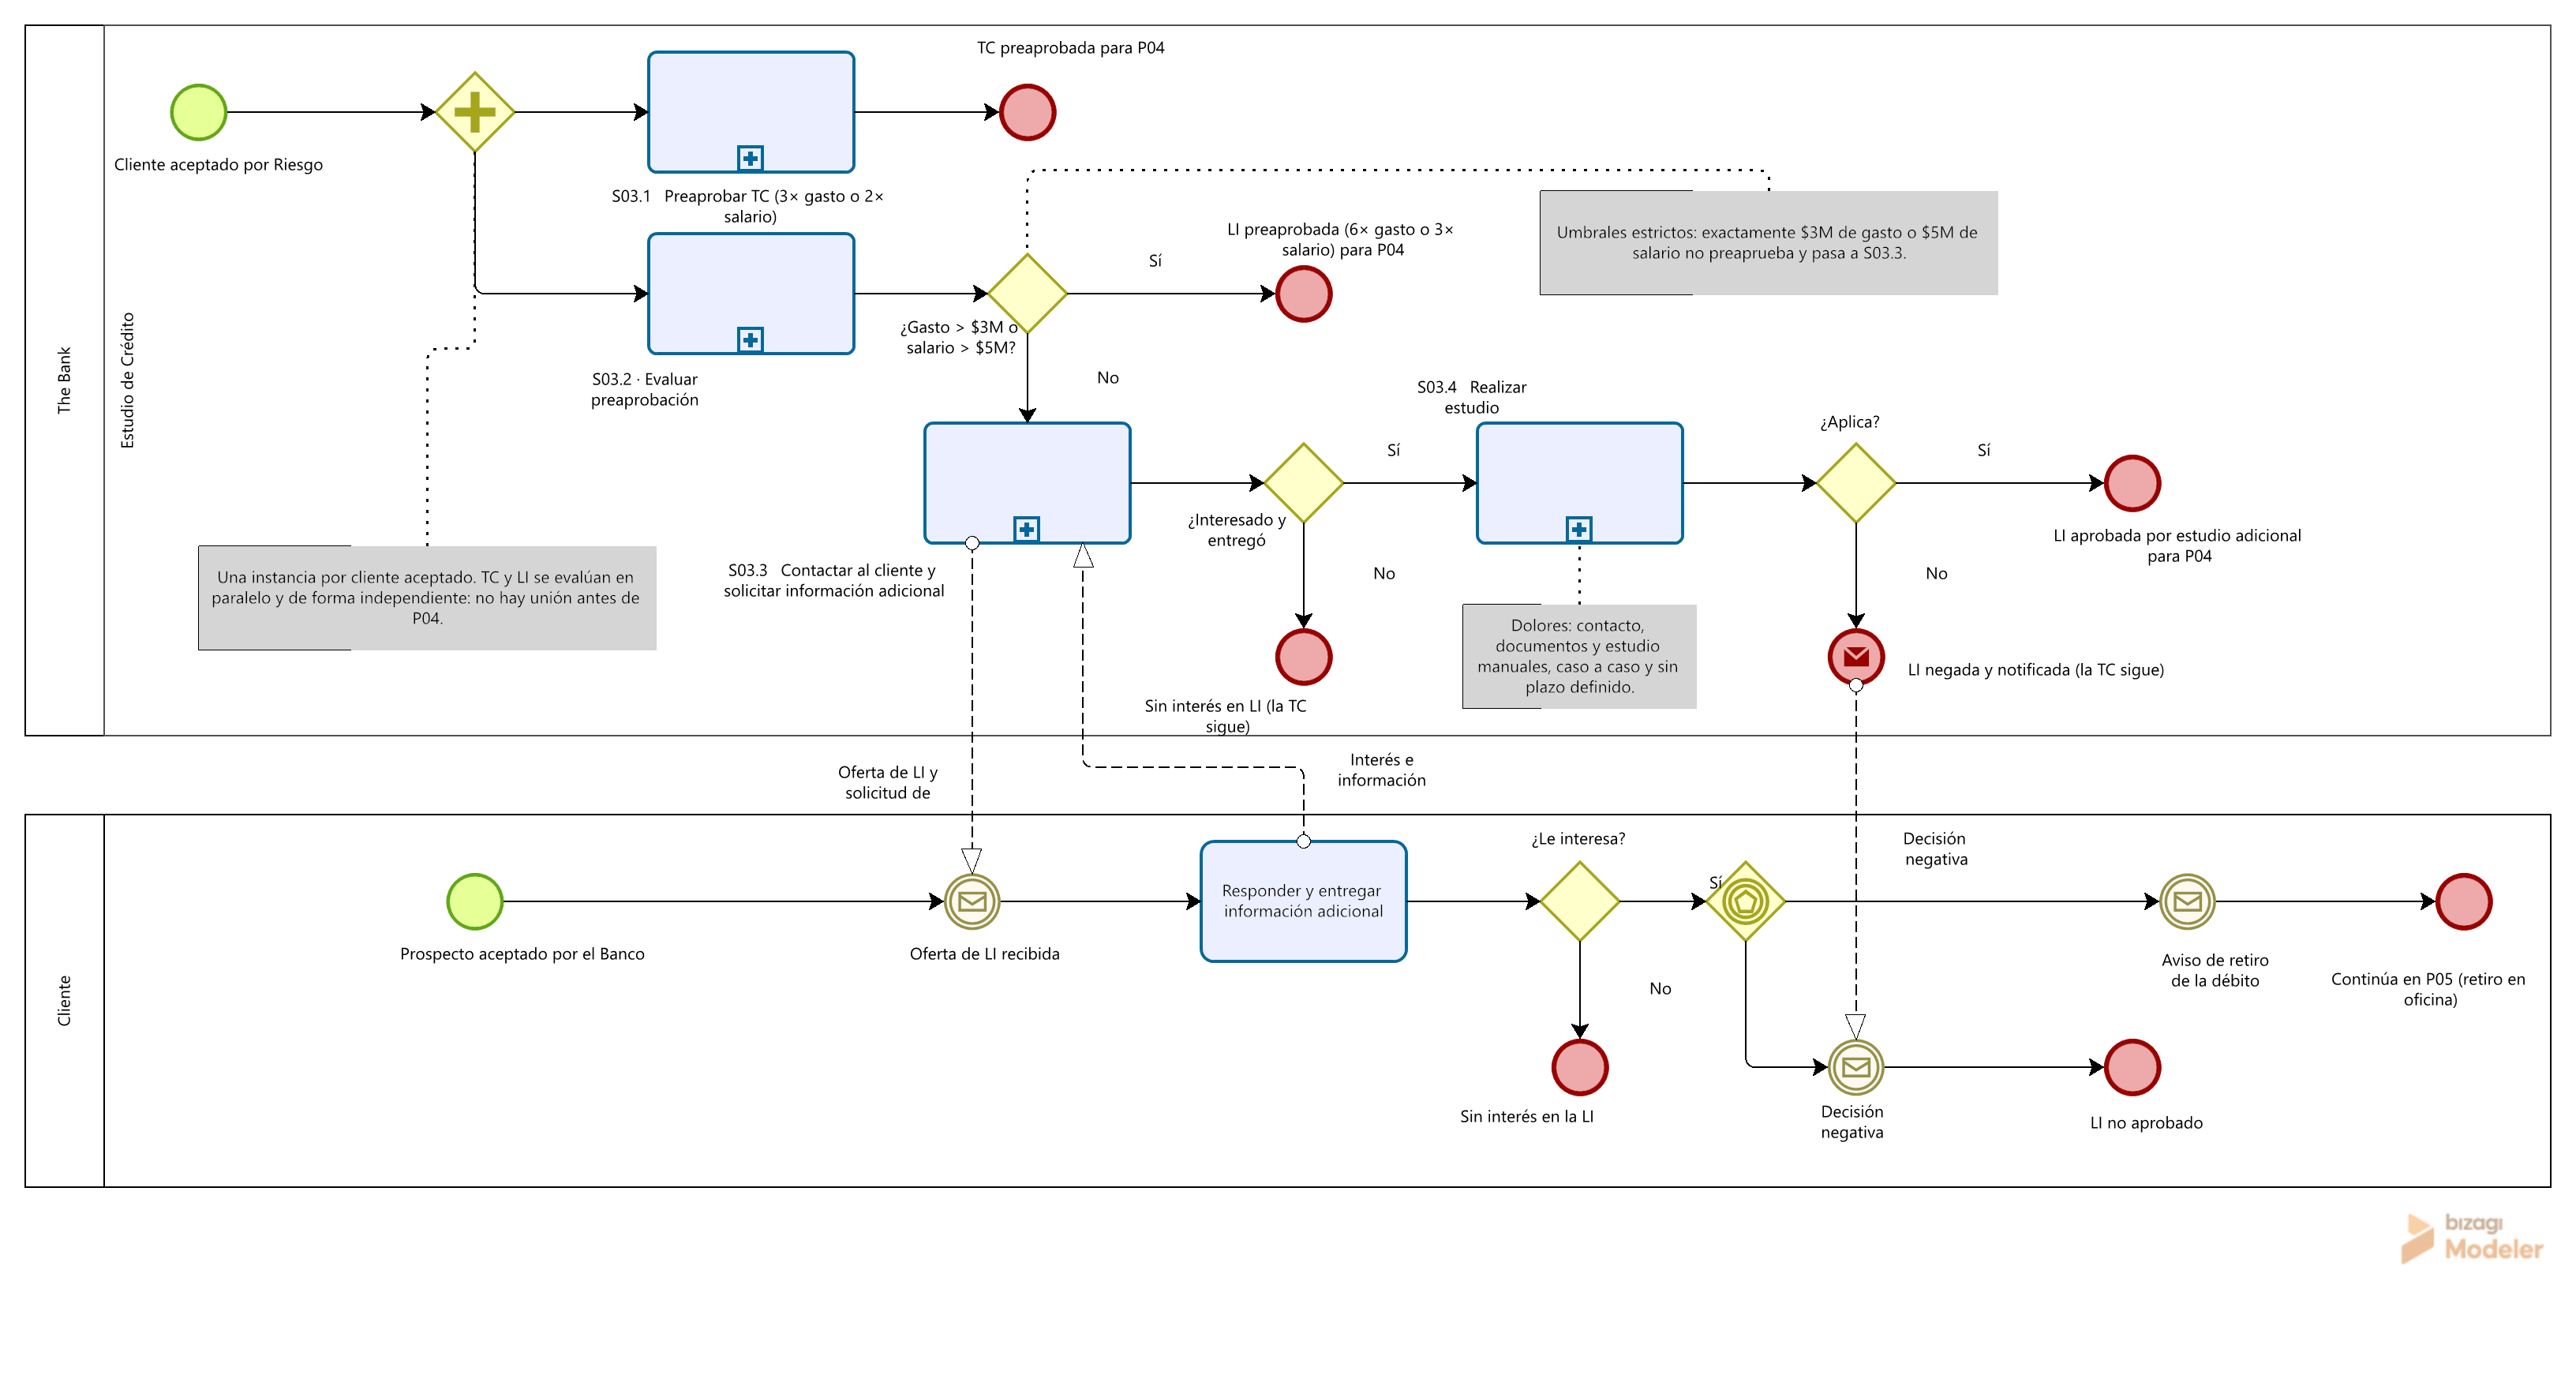 TC preaprobada para P04
Cliente aceptado por Riesgo
S03.1   Preaprobar TC (3× gasto o 2×
salario)
LI preaprobada (6× gasto o 3×
salario) para P04
Umbrales estrictos: exactamente $3M de gasto o $5M de
salario no preaprueba y pasa a S03.3.
Sí
¿Gasto > $3M o
salario > $5M?
The Bank
Estudio de Crédito
S03.2 · Evaluar
preaprobación
No
S03.4   Realizar
estudio
¿Aplica?
Sí
Sí
¿Interesado y
entregó
LI aprobada por estudio adicional
para P04
S03.3   Contactar al cliente y
solicitar información adicional
No
No
Una instancia por cliente aceptado. TC y LI se evalúan en
paralelo y de forma independiente: no hay unión antes de
P04.
Dolores: contacto,
documentos y estudio
manuales, caso a caso y sin
plazo definido.
LI negada y notificada (la TC sigue)
Sin interés en LI (la TC
sigue)
Oferta de LI y
solicitud de
Interés e
información
¿Le interesa?
Decisión
negativa
Sí
Responder y entregar
información adicional
Prospecto aceptado por el Banco
Oferta de LI recibida
Aviso de retiro
de la débito
Continúa en P05 (retiro en
oficina)
No
Cliente
Sin interés en la LI
Decisión
negativa
LI no aprobado
bizagi
Modeler